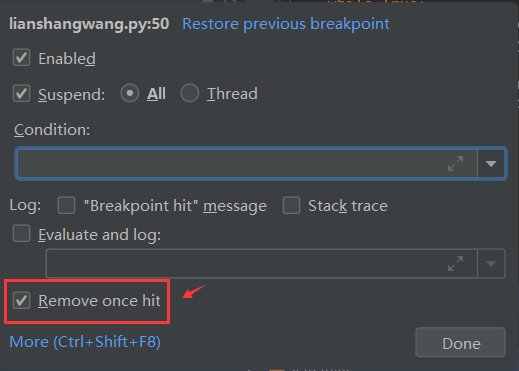 lianshangwang.py:50 Restore previous breakpoint
Enabled
Suspend: All Thread
Condition:
Log: "Breakpoint hit" message Stack trace
Evaluate and log:
Remove once hit
More (Ctrl+Shift+F8) Done